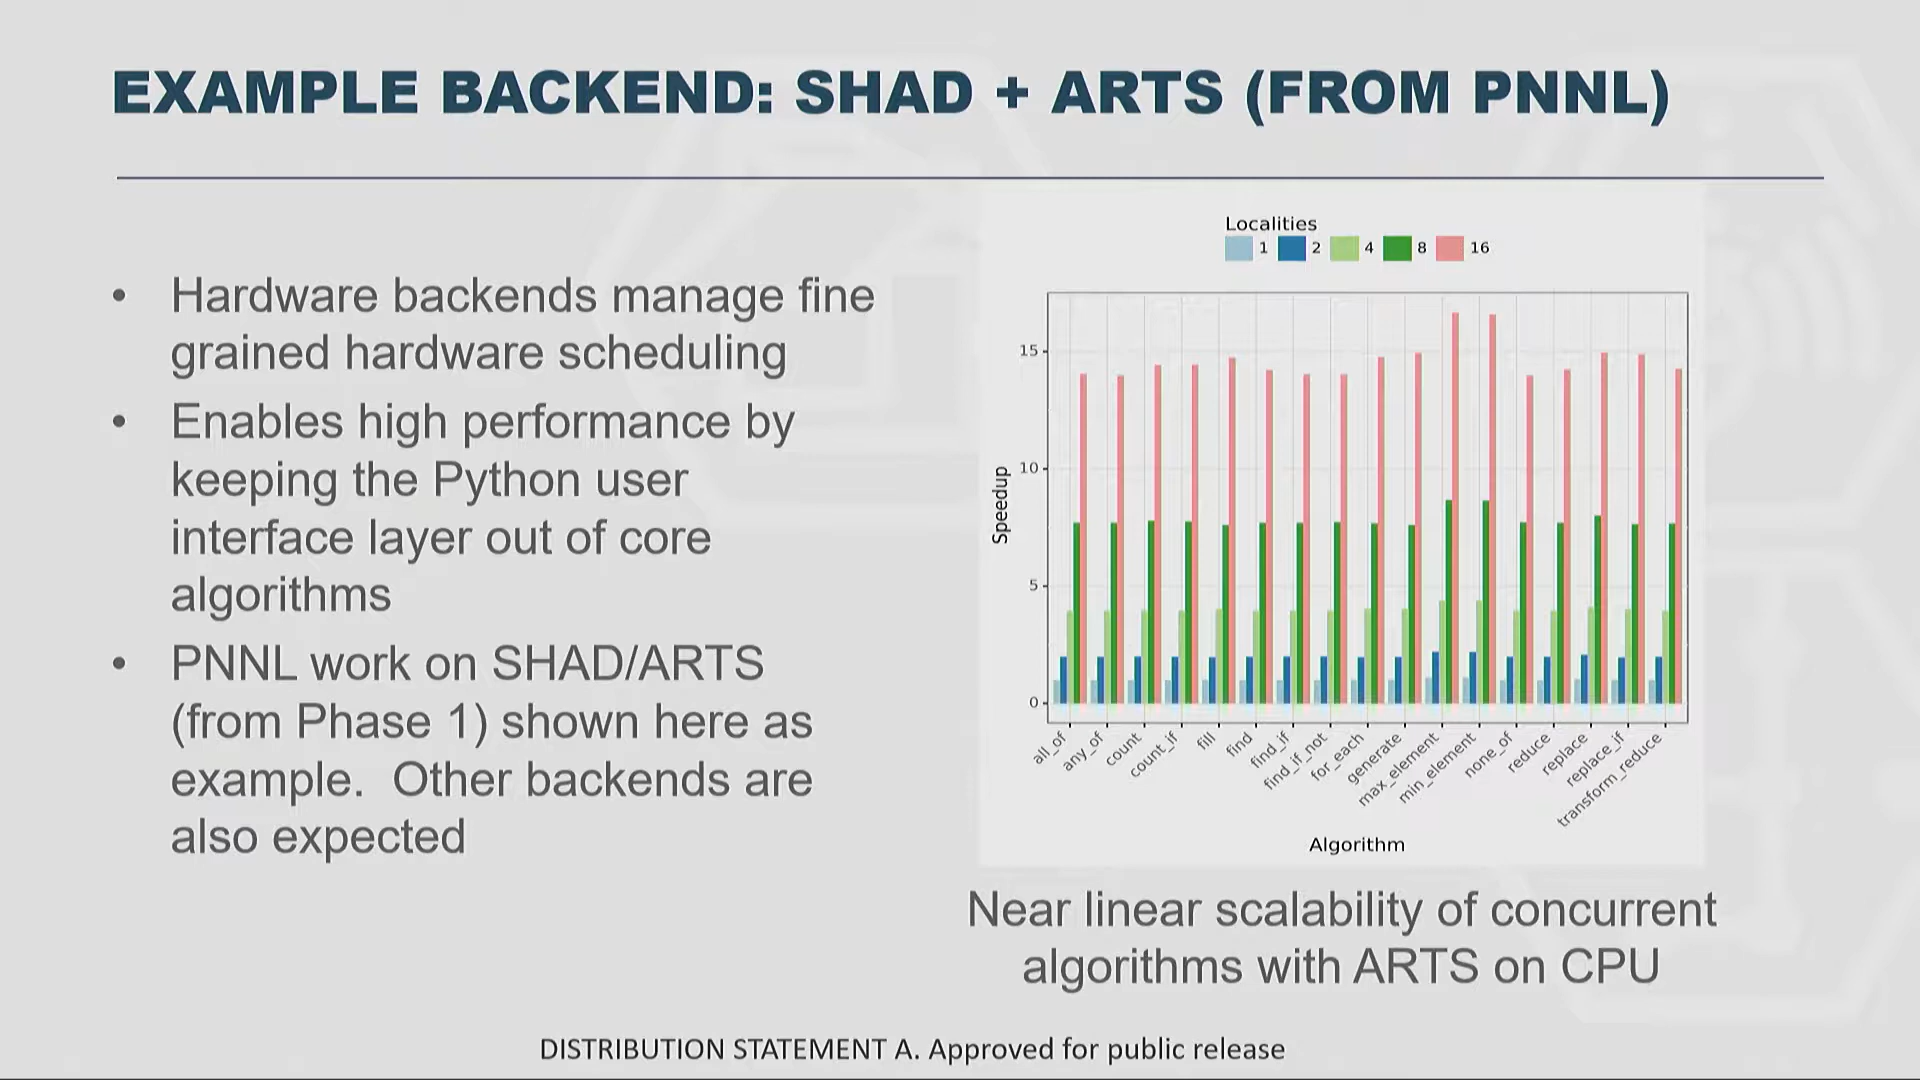 EXAMPLE BACKEND: SHAD + ARTS (FROM PNNL)
• Hardware backends manage fine
grained hardware scheduling
• Enables high performance by
keeping the Python user
interface layer out of core
algorithms
• PNNL work on SHAD/ARTS
(from Phase 1) shown here as
example.  Other backends are
also expected
Localities
1 2 4 8 16
Speedup
15
10
5
0
all_of any_of count count_if fill find find_if find_if_not for_each generate max_element min_element none_of reduce replace replace_if transform_reduce
Algorithm
Near linear scalability of concurrent
algorithms with ARTS on CPU
DISTRIBUTION STATEMENT A. Approved for public release